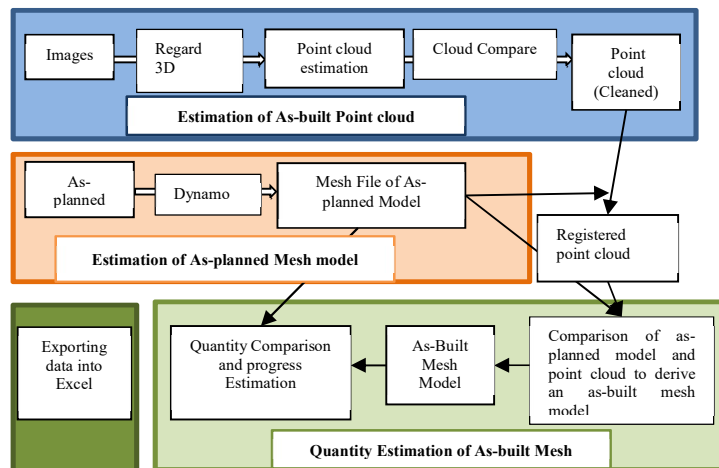 Images
Regard
3D
Point cloud
estimation
Cloud Compare
Point
cloud
(Cleaned)
Estimation of As-built Point cloud
As-
planned
Dynamo
Mesh File of As-
planned Model
Registered
point cloud
Estimation of As-planned Mesh model
Exporting
data into
Excel
Quantity Comparison
and progress
Estimation
As-Built
Mesh
Model
Comparison of as-
planned model and
point cloud to derive
an as-built mesh
model
Quantity Estimation of As-built Mesh